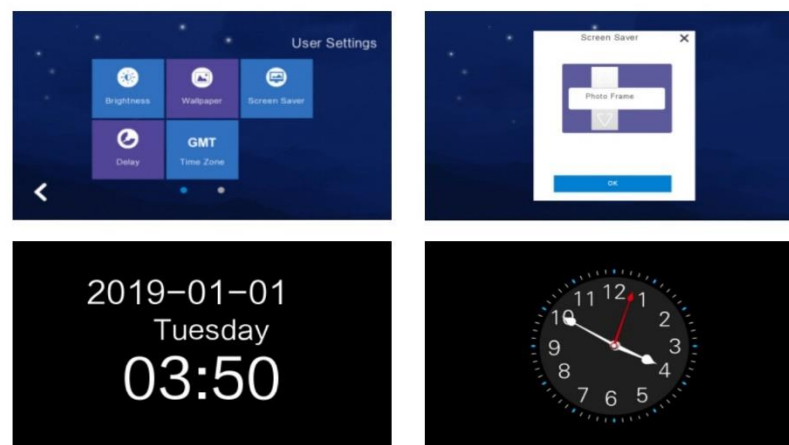 User Settings
Brightness Wallpaper Screen Saver
GMT
Delay Time Zone
Screen Saver
Photo Frame
OK
2019-01-01
Tuesday
03:50
12
11 1
10 2
9 3
8 4
7 6 5